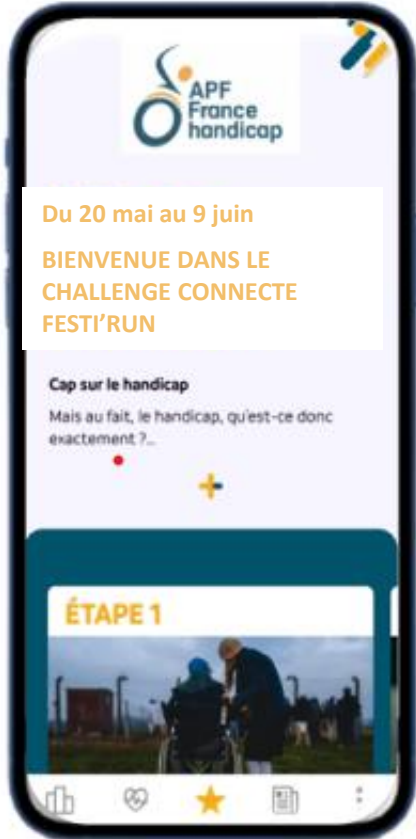 APF
France
handicap
Du 20 mai au 9 juin
BIENVENUE DANS LE
CHALLENGE CONNECTE
FESTI'RUN
Cap sur le handicap
Mais au fait, le handicap, qu'est-ce donc
exactement ?...
ÉTAPE 1